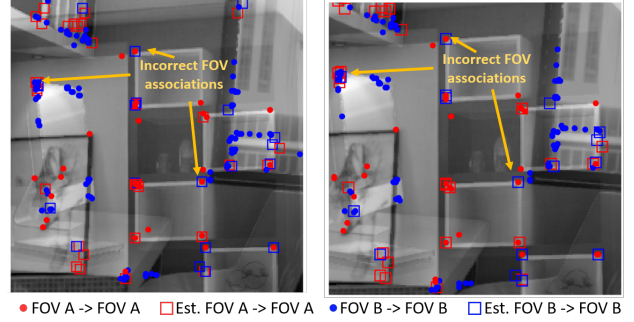 Incorrect FOV
associations
Incorrect FOV
associations
FOV A -> FOV A Est. FOV A -> FOV A FOV B -> FOV B Est. FOV B -> FOV B